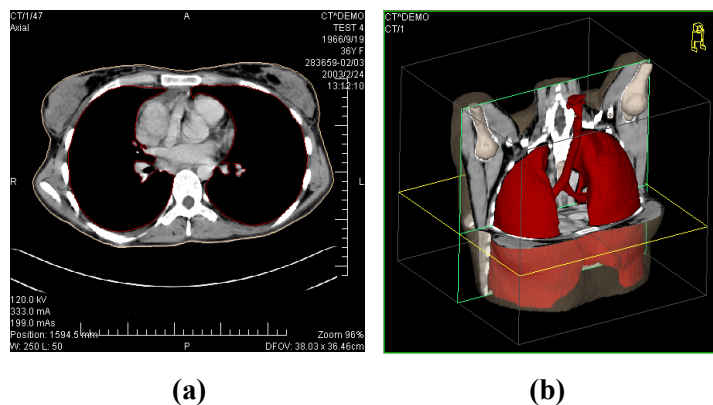 CT/1/47
Axial
A
CT^DEMO
TEST 4
1966/9/19
36Y F
283659-02/03
2003/2/24
13:12:10
R
L
120.0 kV
333.0 mA
199.0 mAs
Position: 1594.5 mm
W: 250 L: 50
P
Zoom 96%
DFOV: 38.03 x 36.46cm
(a)
CT^DEMO
CT/1
(b)